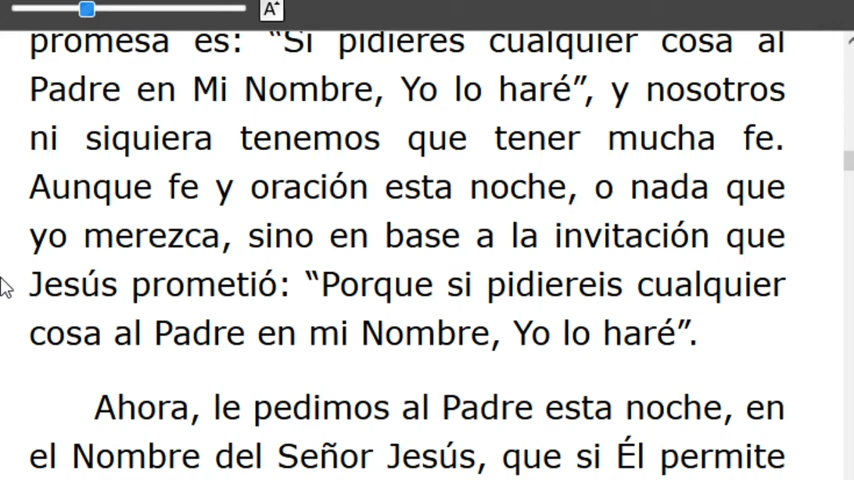 A
promesa es: “Si pidieres cualquier cosa al
Padre en Mi Nombre, Yo lo haré”, y nosotros
ni siquiera tenemos que tener mucha fe.
Aunque fe y oración esta noche, o nada que
yo merezca, sino en base a la invitación que
Jesús prometió: “Porque si pidiereis cualquier
cosa al Padre en mi Nombre, Yo lo haré”.
Ahora, le pedimos al Padre esta noche, en
el Nombre del Señor Jesús, que si Él permite